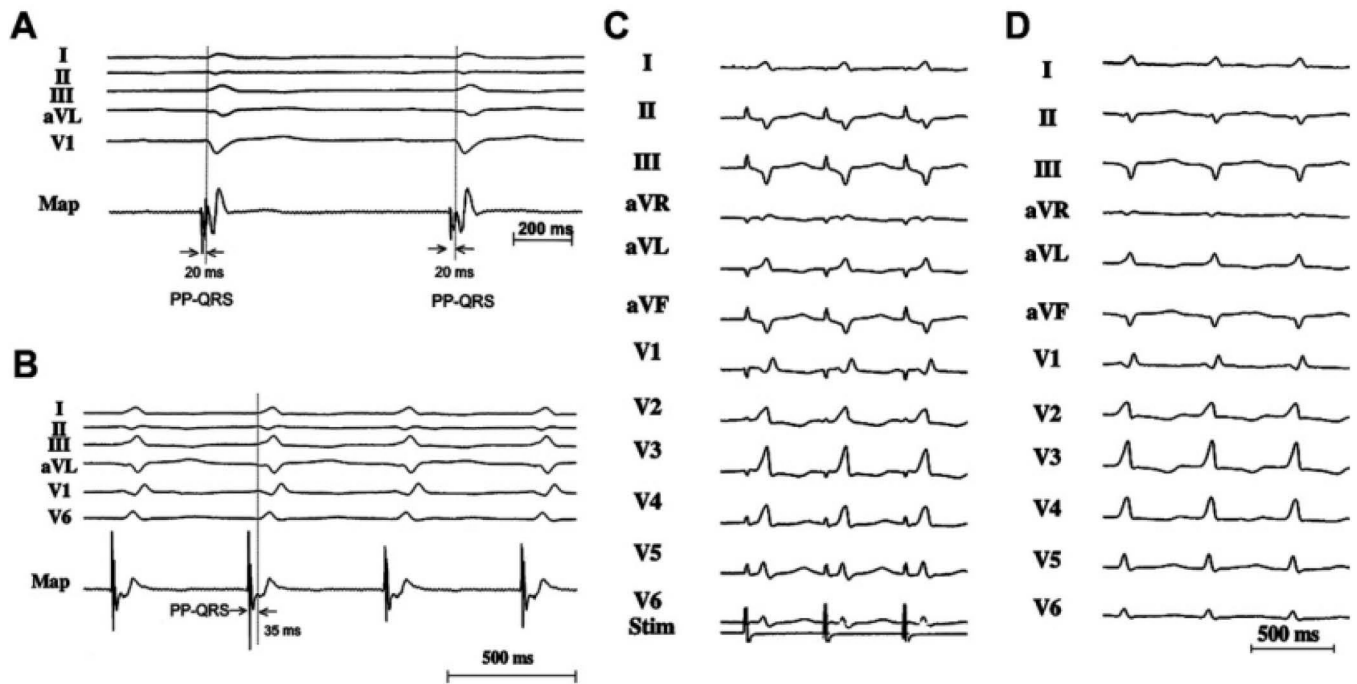 A
I
II
III
aVL
V1
Map
200 ms
20 ms
20 ms
PP-QRS
PP-QRS
B
I
II
III
aVL
V1
V6
Map
PP-QRS
35 ms
500 ms
C
I
II
III
aVR
aVL
aVF
V1
V2
V3
V4
V5
V6
Stim
D
I
II
III
aVR
aVL
aVF
V1
V2
V3
V4
V5
V6
500 ms